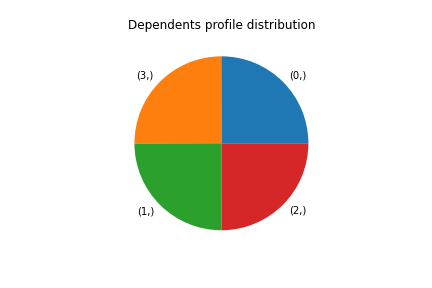 Dependents profile distribution
(3,)
(0,)
(1,)
(2,)